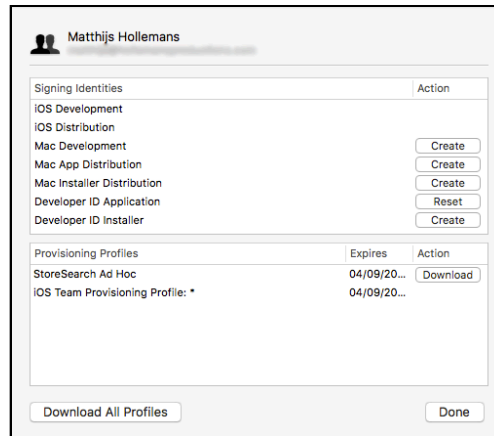 Matthijs Hollemans
Signing Identities Action
iOS Development
iOS Distribution
Mac Development Create
Mac App Distribution Create
Mac Installer Distribution Create
Developer ID Application Reset
Developer ID Installer Create
Provisioning Profiles Expires Action
StoreSearch Ad Hoc 04/09/20... Download
iOS Team Provisioning Profile: * 04/09/20...
Download All Profiles Done